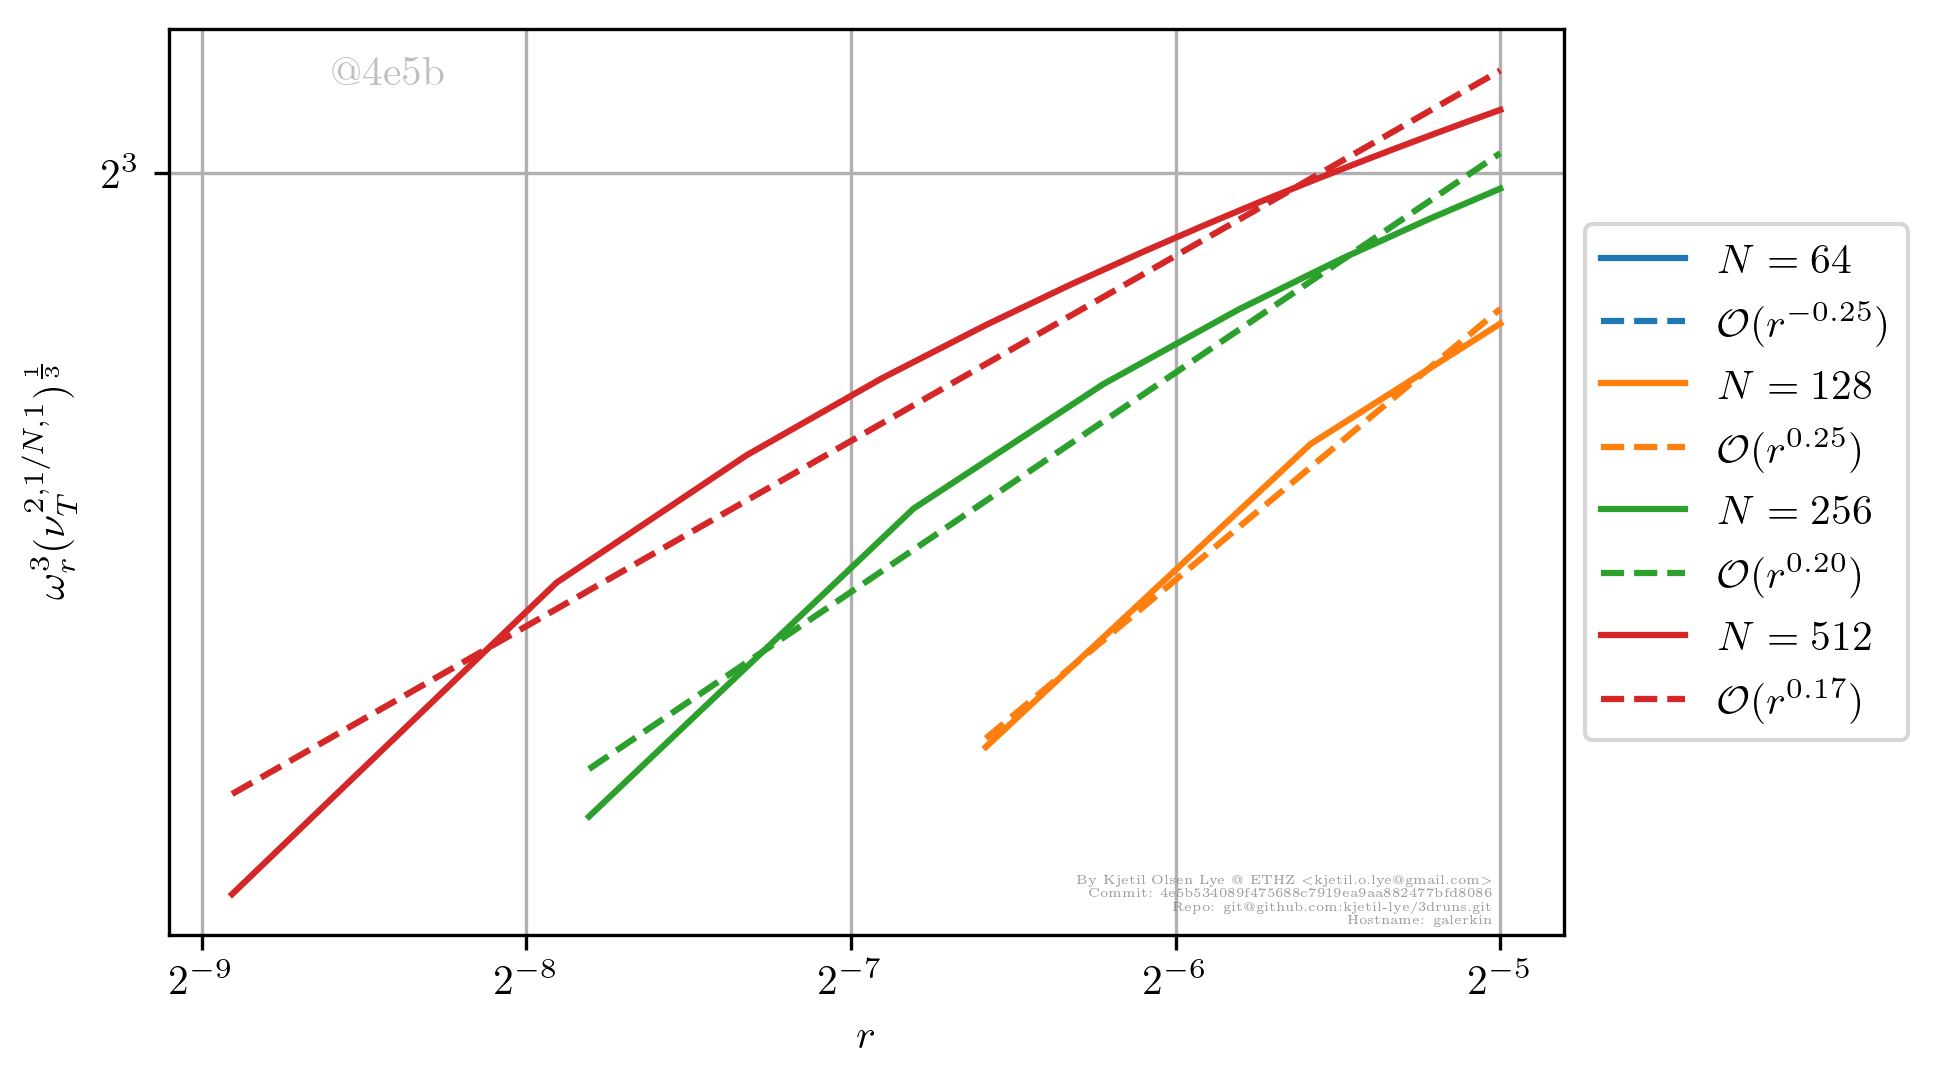 @4e5b
2^3
ω_r^3(ν_T^{2,1/N,1})^{1/3}
N = 64
𝒪(r^{−0.25})
N = 128
𝒪(r^{0.25})
N = 256
𝒪(r^{0.20})
N = 512
𝒪(r^{0.17})
By Kjetil Olsen Lye @ ETHZ <kjetil.o.lye@gmail.com>
Commit: 4e5b534089f475688c7919ea9aa882477bfd8086
Repo: git@github.com:kjetil-lye/3druns.git
Hostname: galerkin
2^{−9} 2^{−8} 2^{−7} 2^{−6} 2^{−5}
r